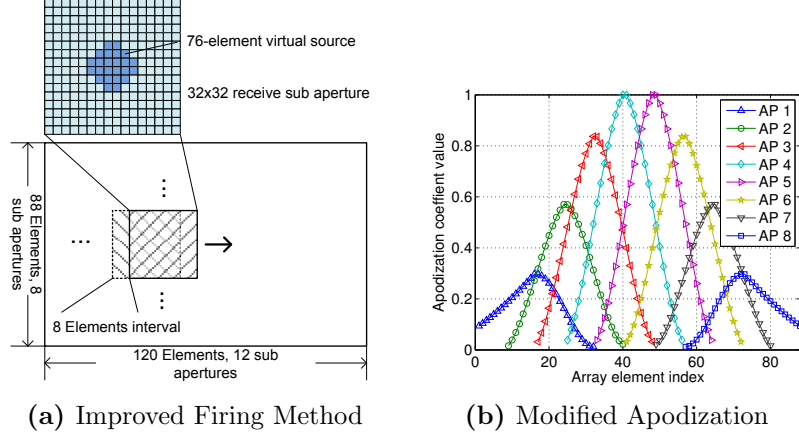 76-element virtual source
32x32 receive sub aperture
88 Elements, 8
sub apertures
...
...
...
8 Elements interval
120 Elements, 12 sub
apertures
(a) Improved Firing Method
Apodization coeffient value
1
0.8
0.6
0.4
0.2
0
0
20
40
60
80
Array element index
AP 1
AP 2
AP 3
AP 4
AP 5
AP 6
AP 7
AP 8
(b) Modified Apodization